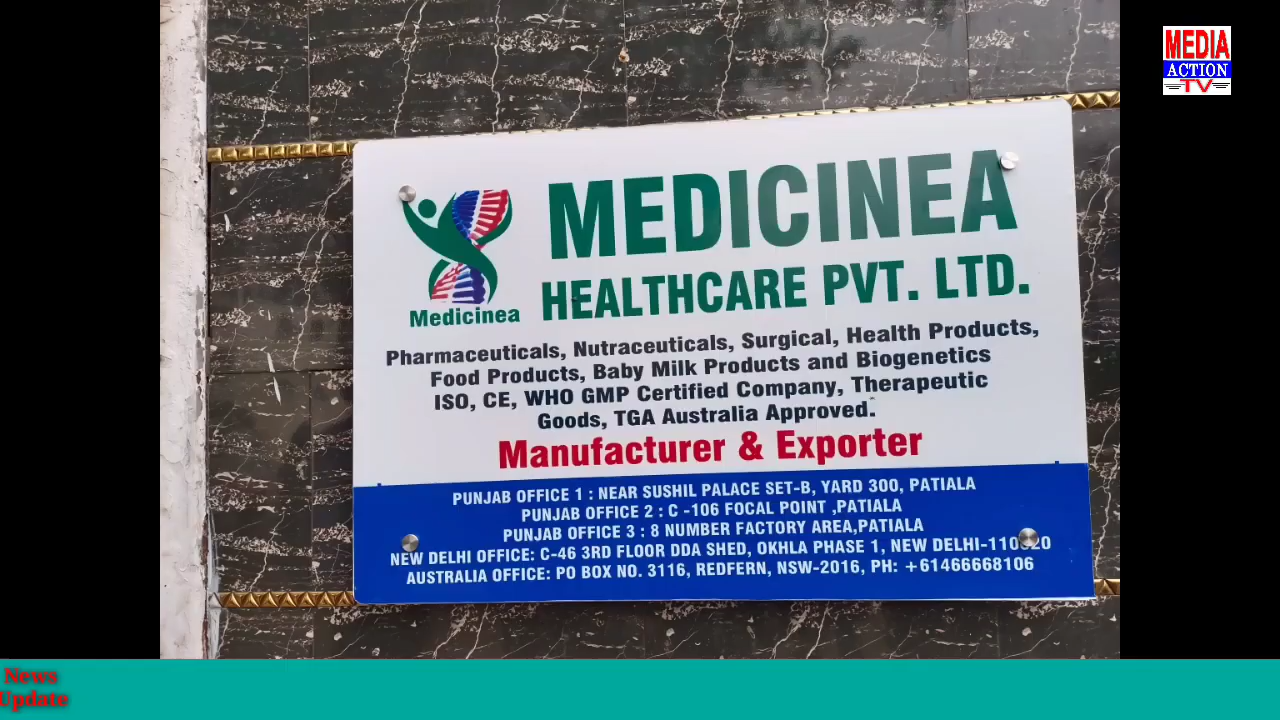 MEDIA
ACTION
TV
MEDICINEA
HEALTHCARE PVT. LTD.
Medicinea
Pharmaceuticals, Nutraceuticals, Surgical, Health Products,
Food Products, Baby Milk Products and Biogenetics
ISO, CE, WHO GMP Certified Company, Therapeutic
Goods, TGA Australia Approved.
Manufacturer & Exporter
PUNJAB OFFICE 1 : NEAR SUSHIL PALACE SET-B, YARD 300, PATIALA
PUNJAB OFFICE 2 : C -106 FOCAL POINT ,PATIALA
PUNJAB OFFICE 3 : 8 NUMBER FACTORY AREA,PATIALA
NEW DELHI OFFICE: C-46 3RD FLOOR DDA SHED, OKHLA PHASE 1, NEW
AUSTRALIA OFFICE: PO BOX NO. 3116, REDFERN, NSW-2016, PH: +61466668106
News
Update